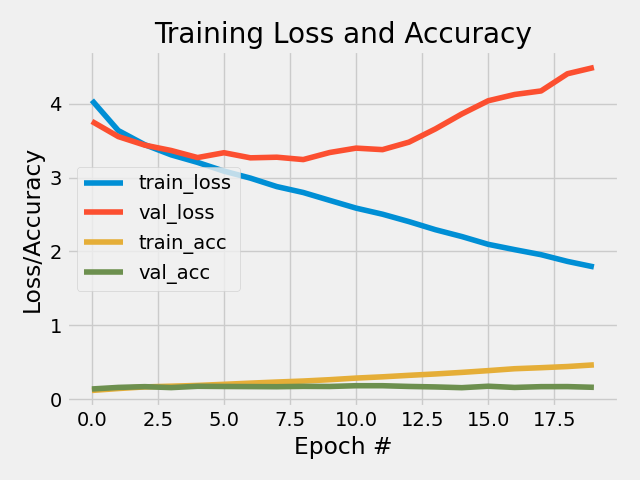 Training Loss and Accuracy
Loss/Accuracy
4
3
2
1
0
train_loss
val_loss
train_acc
val_acc
0.0 2.5 5.0 7.5 10.0 12.5 15.0 17.5
Epoch #